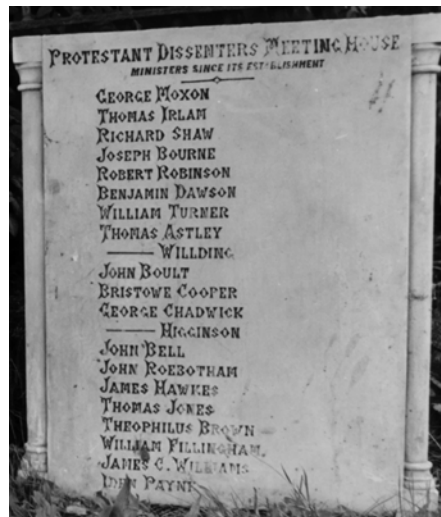 PROTESTANT DISSENTERS MEETING HOUSE
MINISTERS SINCE ITS ESTABLISHMENT
GEORGE MOXON
THOMAS IRLAM
RICHARD SHAW
JOSEPH BOURNE
ROBERT ROBINSON
BENJAMIN DAWSON
WILLIAM TURNER
THOMAS ASTLEY
—— WILLDING
JOHN BOULT
BRISTOWE COOPER
GEORGE CHADWICK
—— HIGGINSON
JOHN BELL
JOHN ROEBOTHAM
JAMES HAWKES
THOMAS JONES
THEOPHILUS BROWN
WILLIAM FILLINGHAM.
JAMES C. WILLIAMS
IDEN PAYNE